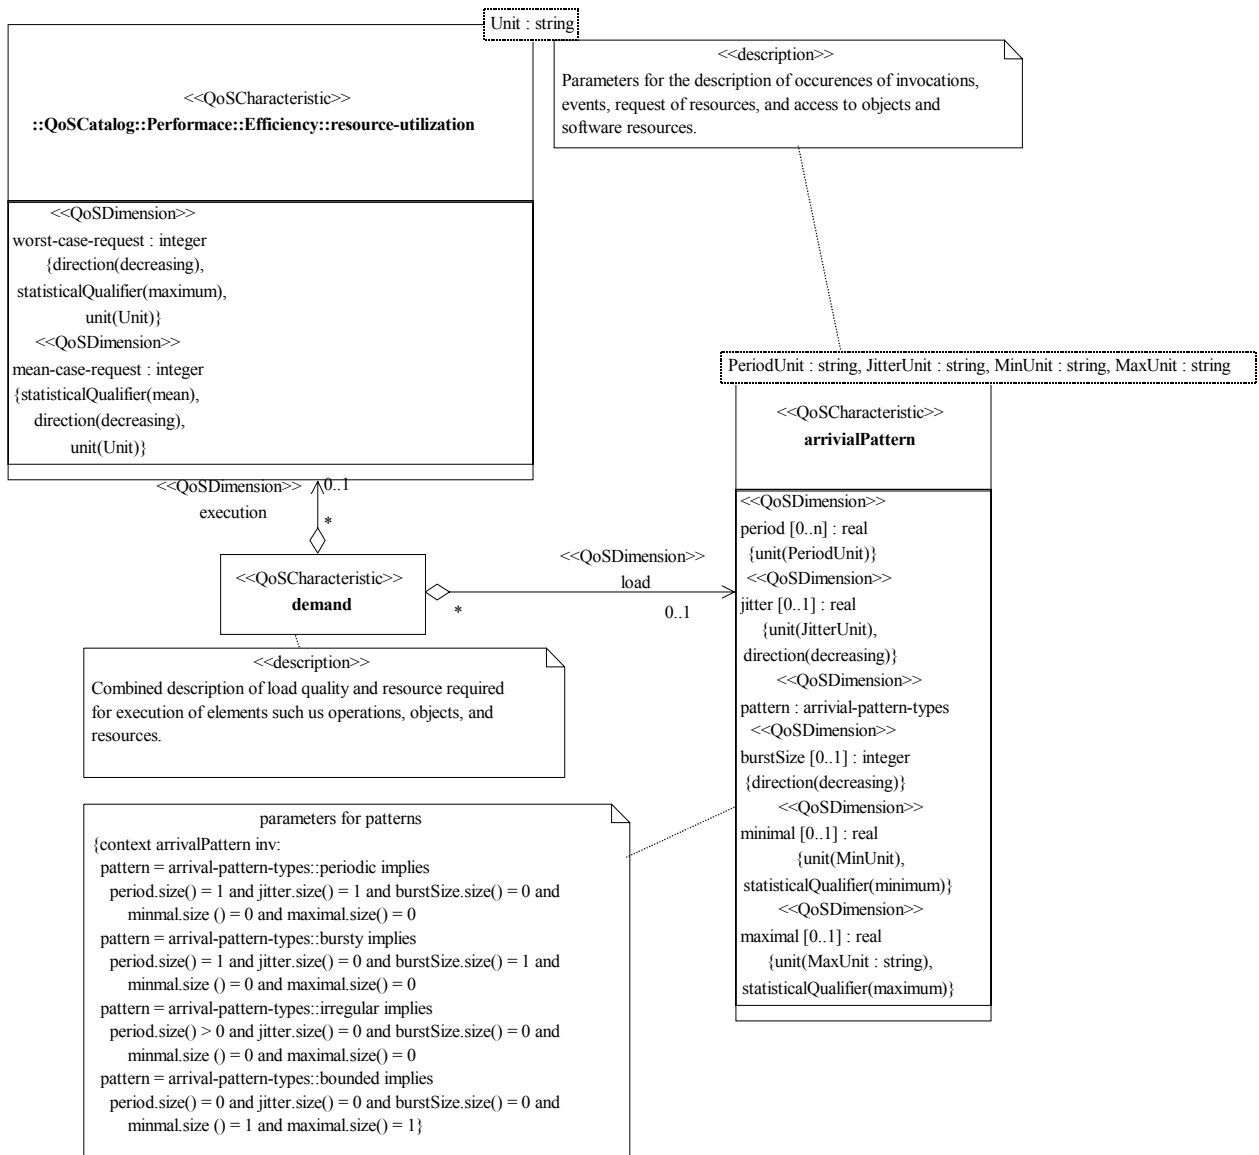 Unit : string
<<QoSCharacteristic>>
::QoSCatalog::Performace::Efficiency::resource-utilization
<<QoSDimension>>
worst-case-request : integer
{direction(decreasing),
statisticalQualifier(maximum),
unit(Unit)}
<<QoSDimension>>
mean-case-request : integer
{statisticalQualifier(mean),
direction(decreasing),
unit(Unit)}
<<description>>
Parameters for the description of occurences of invocations,
events, request of resources, and access to objects and
software resources.
PeriodUnit : string, JitterUnit : string, MinUnit : string, MaxUnit : string
<<QoSCharacteristic>>
arrivialPattern
<<QoSDimension>>
period [0..n] : real
{unit(PeriodUnit)}
<<QoSDimension>>
jitter [0..1] : real
{unit(JitterUnit),
direction(decreasing)}
<<QoSDimension>>
pattern : arrivial-pattern-types
<<QoSDimension>>
burstSize [0..1] : integer
{direction(decreasing)}
<<QoSDimension>>
minimal [0..1] : real
{unit(MinUnit),
statisticalQualifier(minimum)}
<<QoSDimension>>
maximal [0..1] : real
{unit(MaxUnit : string),
statisticalQualifier(maximum)}
<<QoSDimension>>
execution
0..1
*
<<QoSCharacteristic>>
demand
<<QoSDimension>>
load
*
0..1
<<description>>
Combined description of load quality and resource required
for execution of elements such us operations, objects, and
resources.
parameters for patterns
{context arrivalPattern inv:
pattern = arrival-pattern-types::periodic implies
period.size() = 1 and jitter.size() = 1 and burstSize.size() = 0 and
minmal.size () = 0 and maximal.size() = 0
pattern = arrival-pattern-types::bursty implies
period.size() = 1 and jitter.size() = 0 and burstSize.size() = 1 and
minmal.size () = 0 and maximal.size() = 0
pattern = arrival-pattern-types::irregular implies
period.size() > 0 and jitter.size() = 0 and burstSize.size() = 0 and
minmal.size () = 0 and maximal.size() = 0
pattern = arrival-pattern-types::bounded implies
period.size() = 0 and jitter.size() = 0 and burstSize.size() = 0 and
minmal.size () = 1 and maximal.size() = 1}